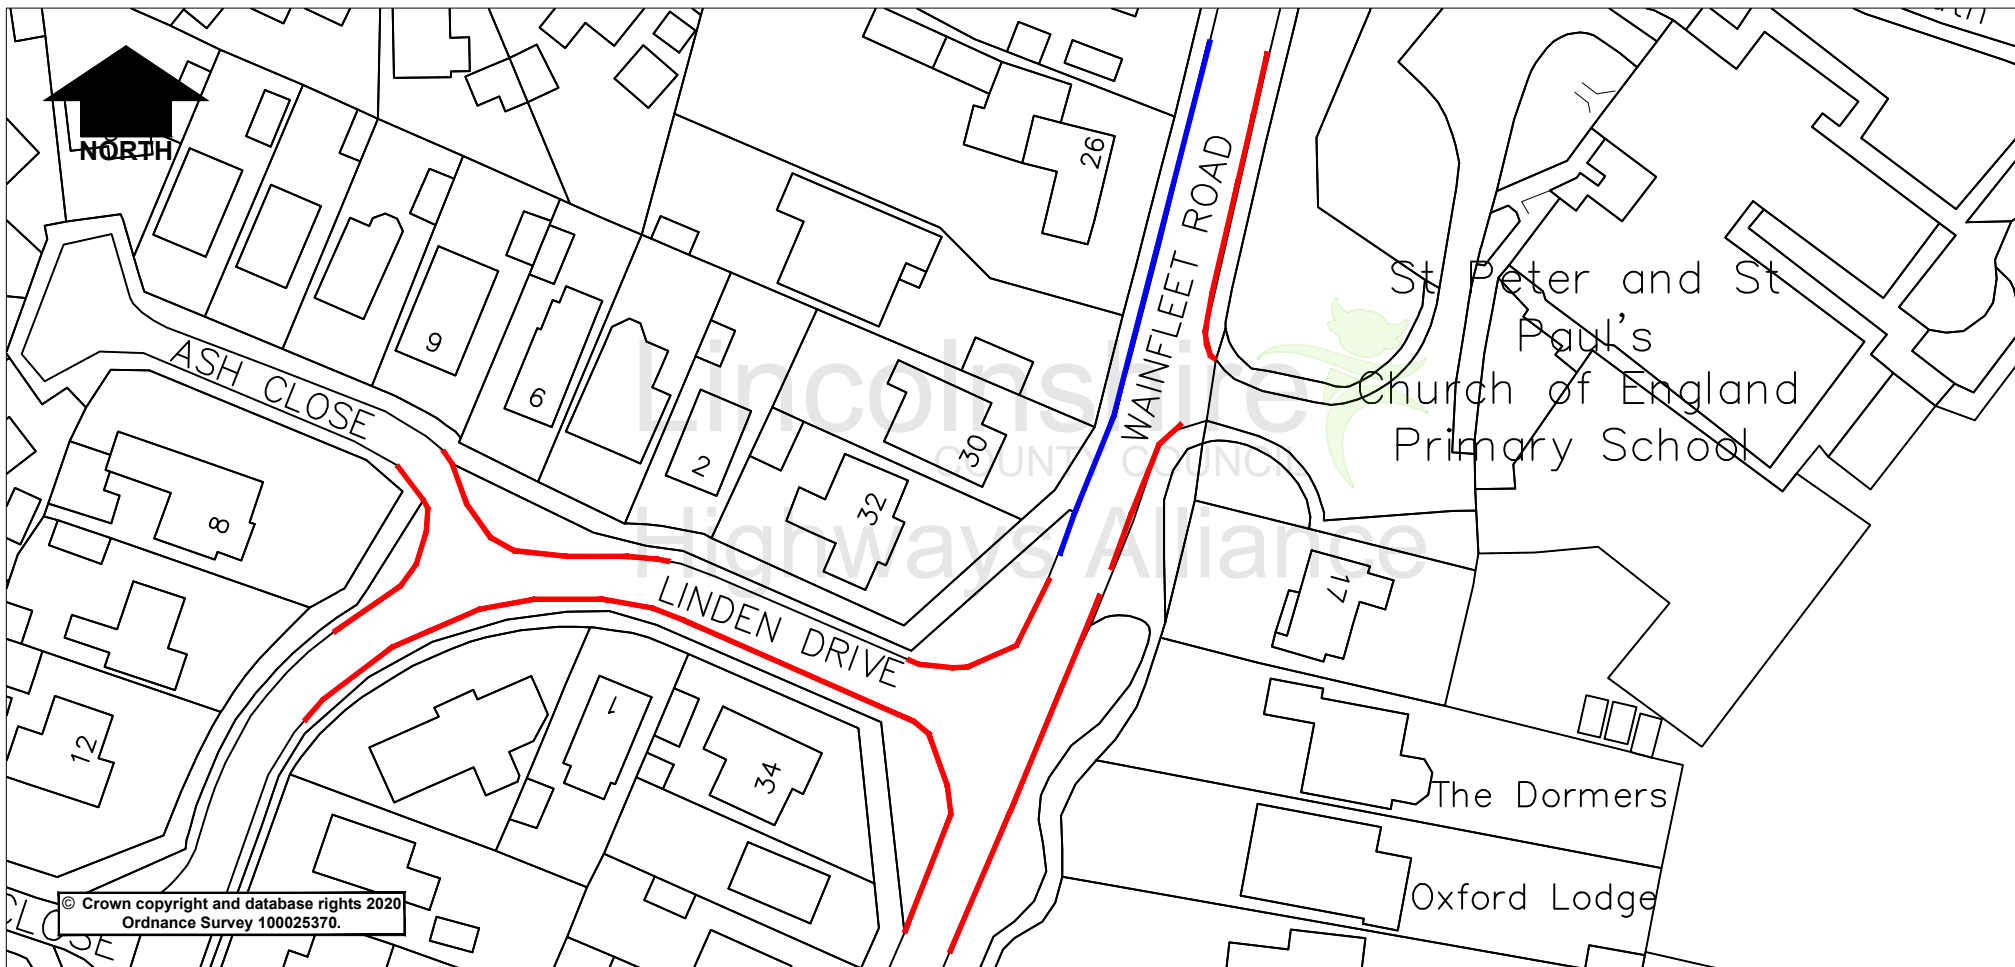 NORTH
26
WAINFLEET ROAD
St Peter and St
Paul's
Church of England
Primary School
ASH CLOSE
9
6
2
30
32
8
Lincolnshire
COUNTY COUNCIL
Highways Alliance
17
LINDEN DRIVE
1
34
12
The Dormers
Oxford Lodge
CLOSE
© Crown copyright and database rights 2020
Ordnance Survey 100025370.